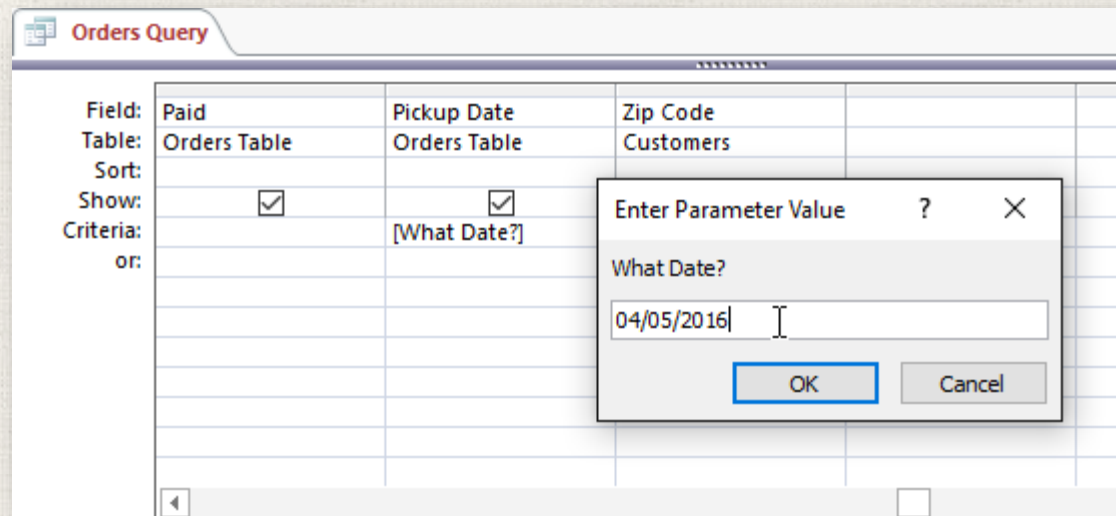 Orders Query
Field: Paid Pickup Date Zip Code
Table: Orders Table Orders Table Customers
Sort:
Show:
Criteria: [What Date?]
or:
Enter Parameter Value ? ×
What Date?
04/05/2016
OK Cancel